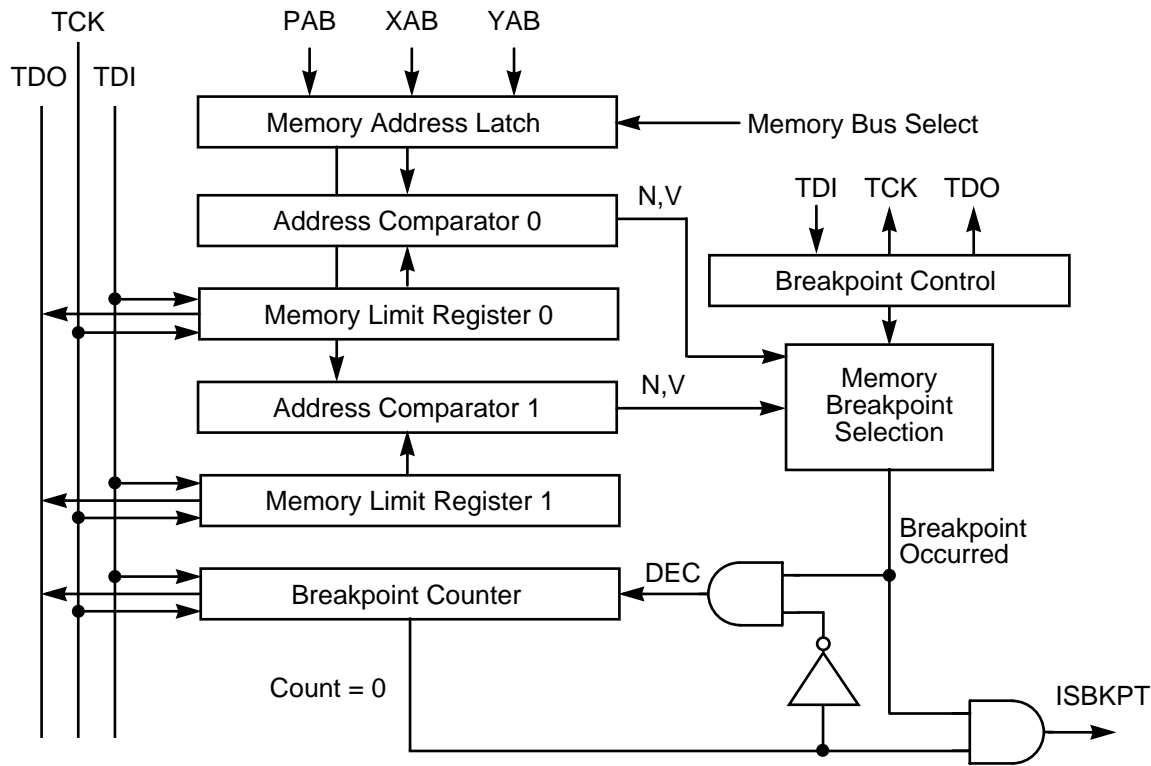 TCK
PAB XAB YAB
TDO TDI
Memory Address Latch
Memory Bus Select
Address Comparator 0
N,V
TDI TCK TDO
Breakpoint Control
Memory Limit Register 0
Memory
Breakpoint
Selection
Address Comparator 1
N,V
Memory Limit Register 1
Breakpoint
Occurred
Breakpoint Counter
DEC
Count = 0
ISBKPT